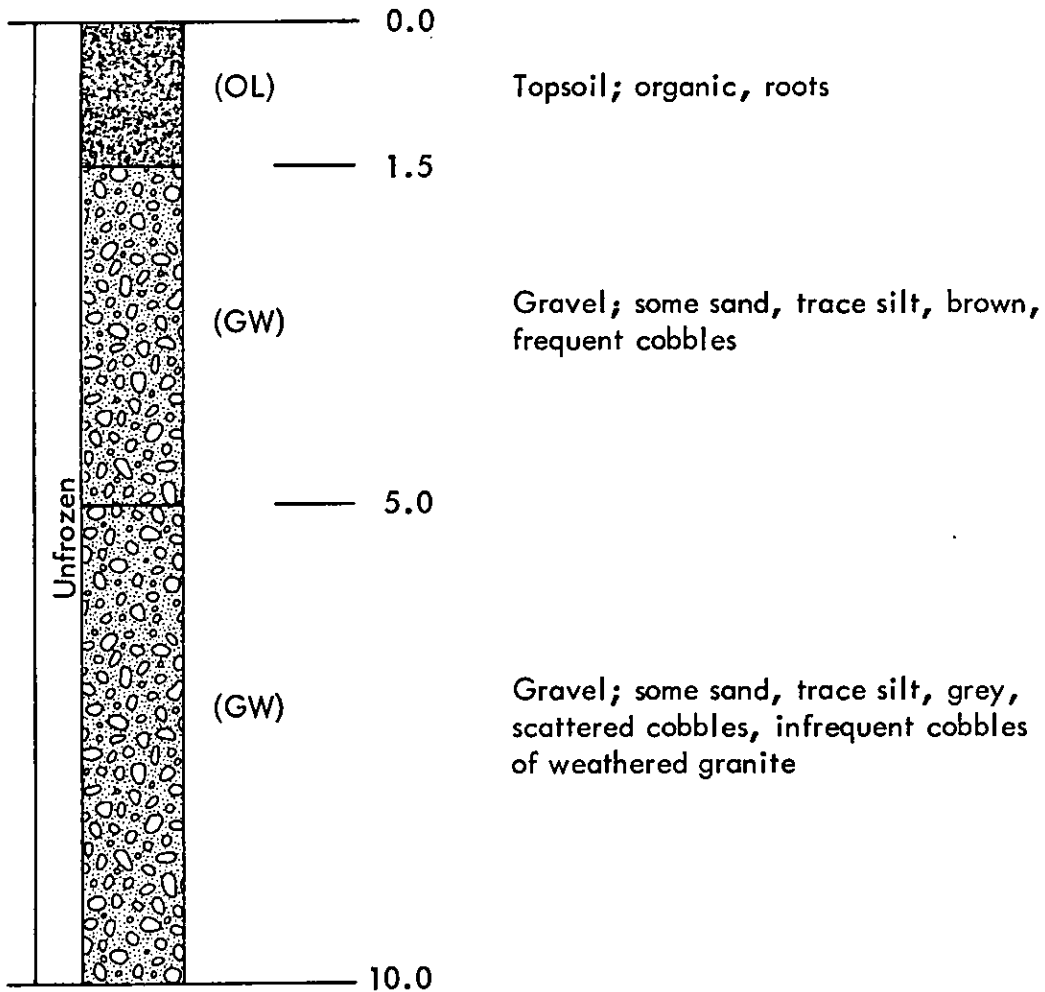 0.0
(OL) Topsoil; organic, roots
1.5
(GW) Gravel; some sand, trace silt, brown,
frequent cobbles
5.0
Unfrozen
(GW) Gravel; some sand, trace silt, grey,
scattered cobbles, infrequent cobbles
of weathered granite
10.0